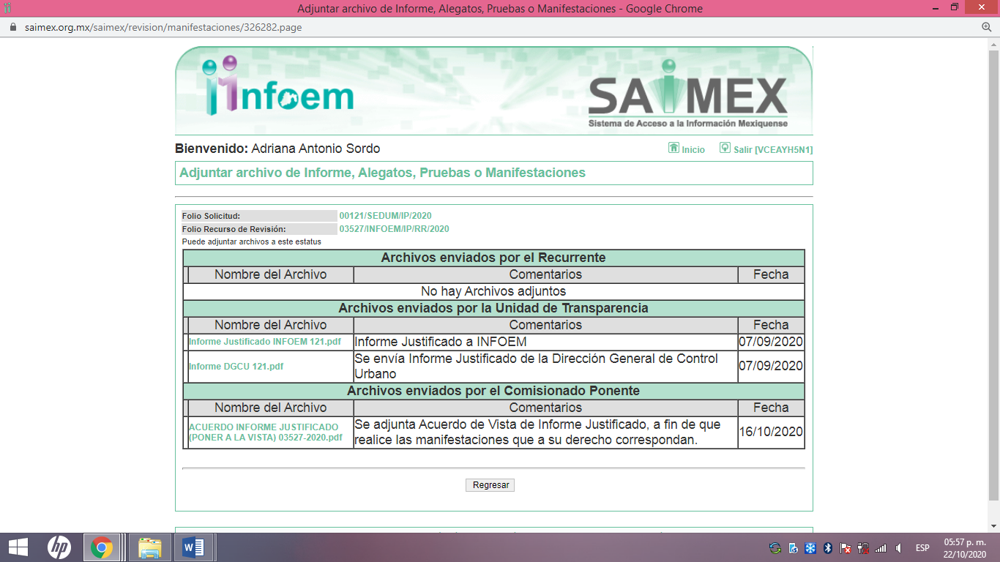 Adjuntar archivo de Informe, Alegatos, Pruebas o Manifestaciones - Google Chrome
saimex.org.mx/saimex/revision/manifestaciones/326282.page
infoem
SAIMEX
Sistema de Acceso a la Información Mexiquense
Bienvenido: Adriana Antonio Sordo
Inicio Salir [VCEAYH5N1]
Adjuntar archivo de Informe, Alegatos, Pruebas o Manifestaciones
Folio Solicitud: 00121/SEDUM/IP/2020
Folio Recurso de Revisión: 03527/INFOEM/IP/RR/2020
Puede adjuntar archivos a este estatus
Archivos enviados por el Recurrente
Nombre del Archivo Comentarios Fecha
No hay Archivos adjuntos
Archivos enviados por la Unidad de Transparencia
Nombre del Archivo Comentarios Fecha
Informe Justificado INFOEM 121.pdf Informe Justificado a INFOEM 07/09/2020
Informe DGCU 121.pdf Se envía Informe Justificado de la Dirección General de Control
Urbano 07/09/2020
Archivos enviados por el Comisionado Ponente
Nombre del Archivo Comentarios Fecha
ACUERDO INFORME JUSTIFICADO
(PONER A LA VISTA) 03527-2020.pdf
Se adjunta Acuerdo de Vista de Informe Justificado, a fin de que
realice las manifestaciones que a su derecho correspondan.
16/10/2020
Regresar
hp
ESP
05:57 p. m.
22/10/2020